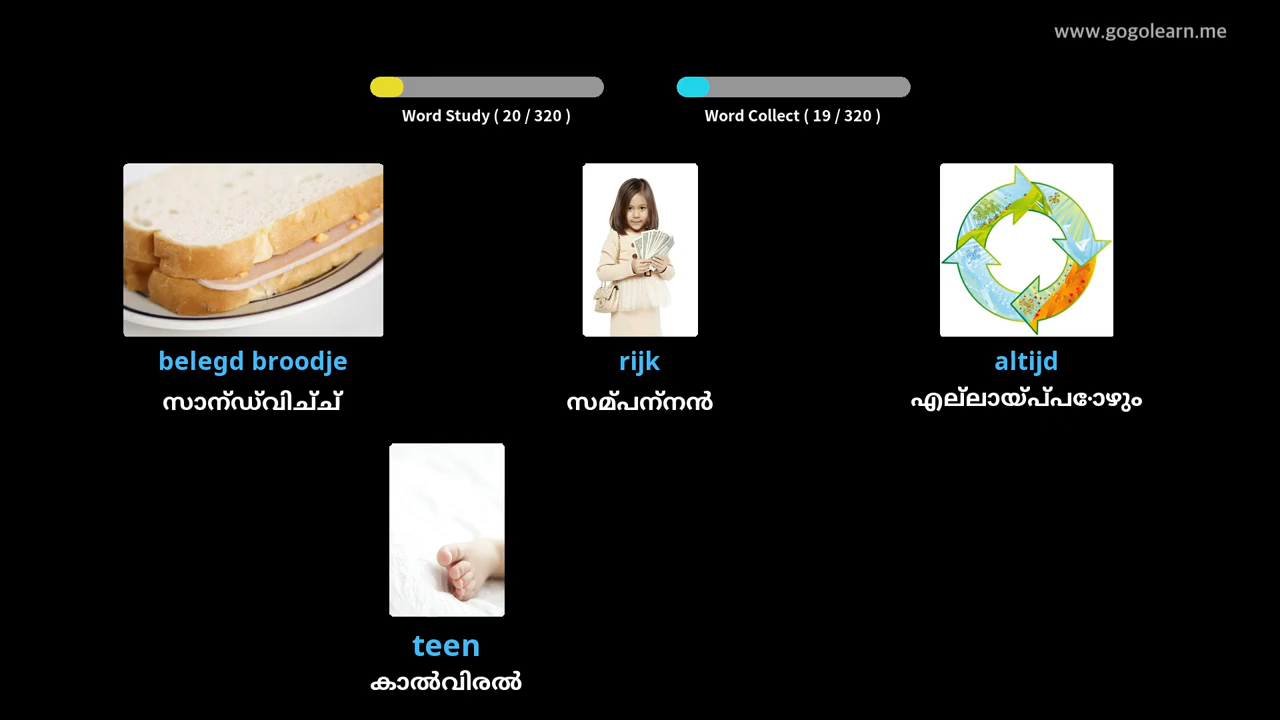 www.gogolearn.me
Word Study ( 20 / 320 )
Word Collect ( 19 / 320 )
belegd broodje
rijk
altijd
സാന്ഡ്വിച്ച്
സമ്പന്നൻ
എല്ലായ്പ്പോഴും
teen
കാൽവിരൽ